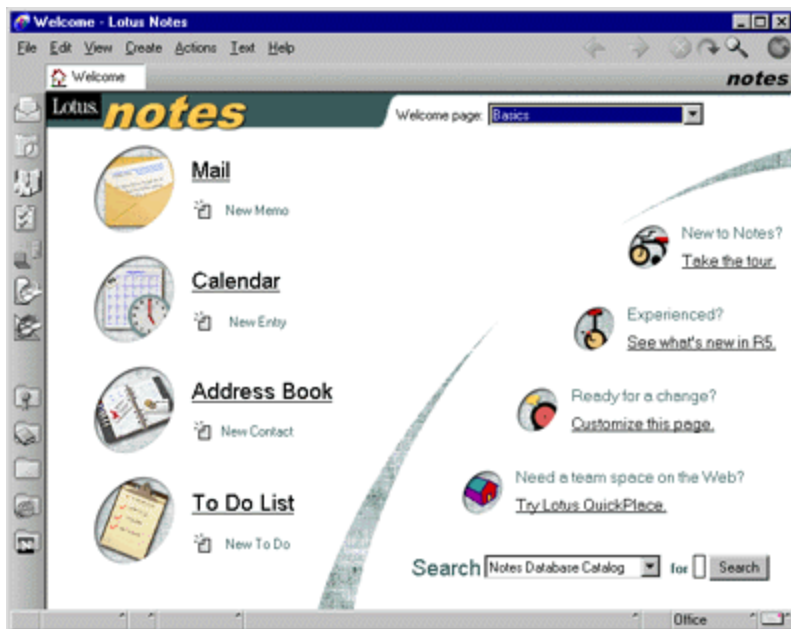 Welcome - Lotus Notes
File Edit View Create Actions Text Help
Welcome
notes
Lotus notes
Welcome page: Basics
Mail
New Memo
New to Notes?
Take the tour.
Calendar
New Entry
Experienced?
See what's new in R5.
Address Book
New Contact
Ready for a change?
Customize this page.
Need a team space on the Web?
Try Lotus QuickPlace.
To Do List
New To Do
Search Notes Database Catalog for Search
Office